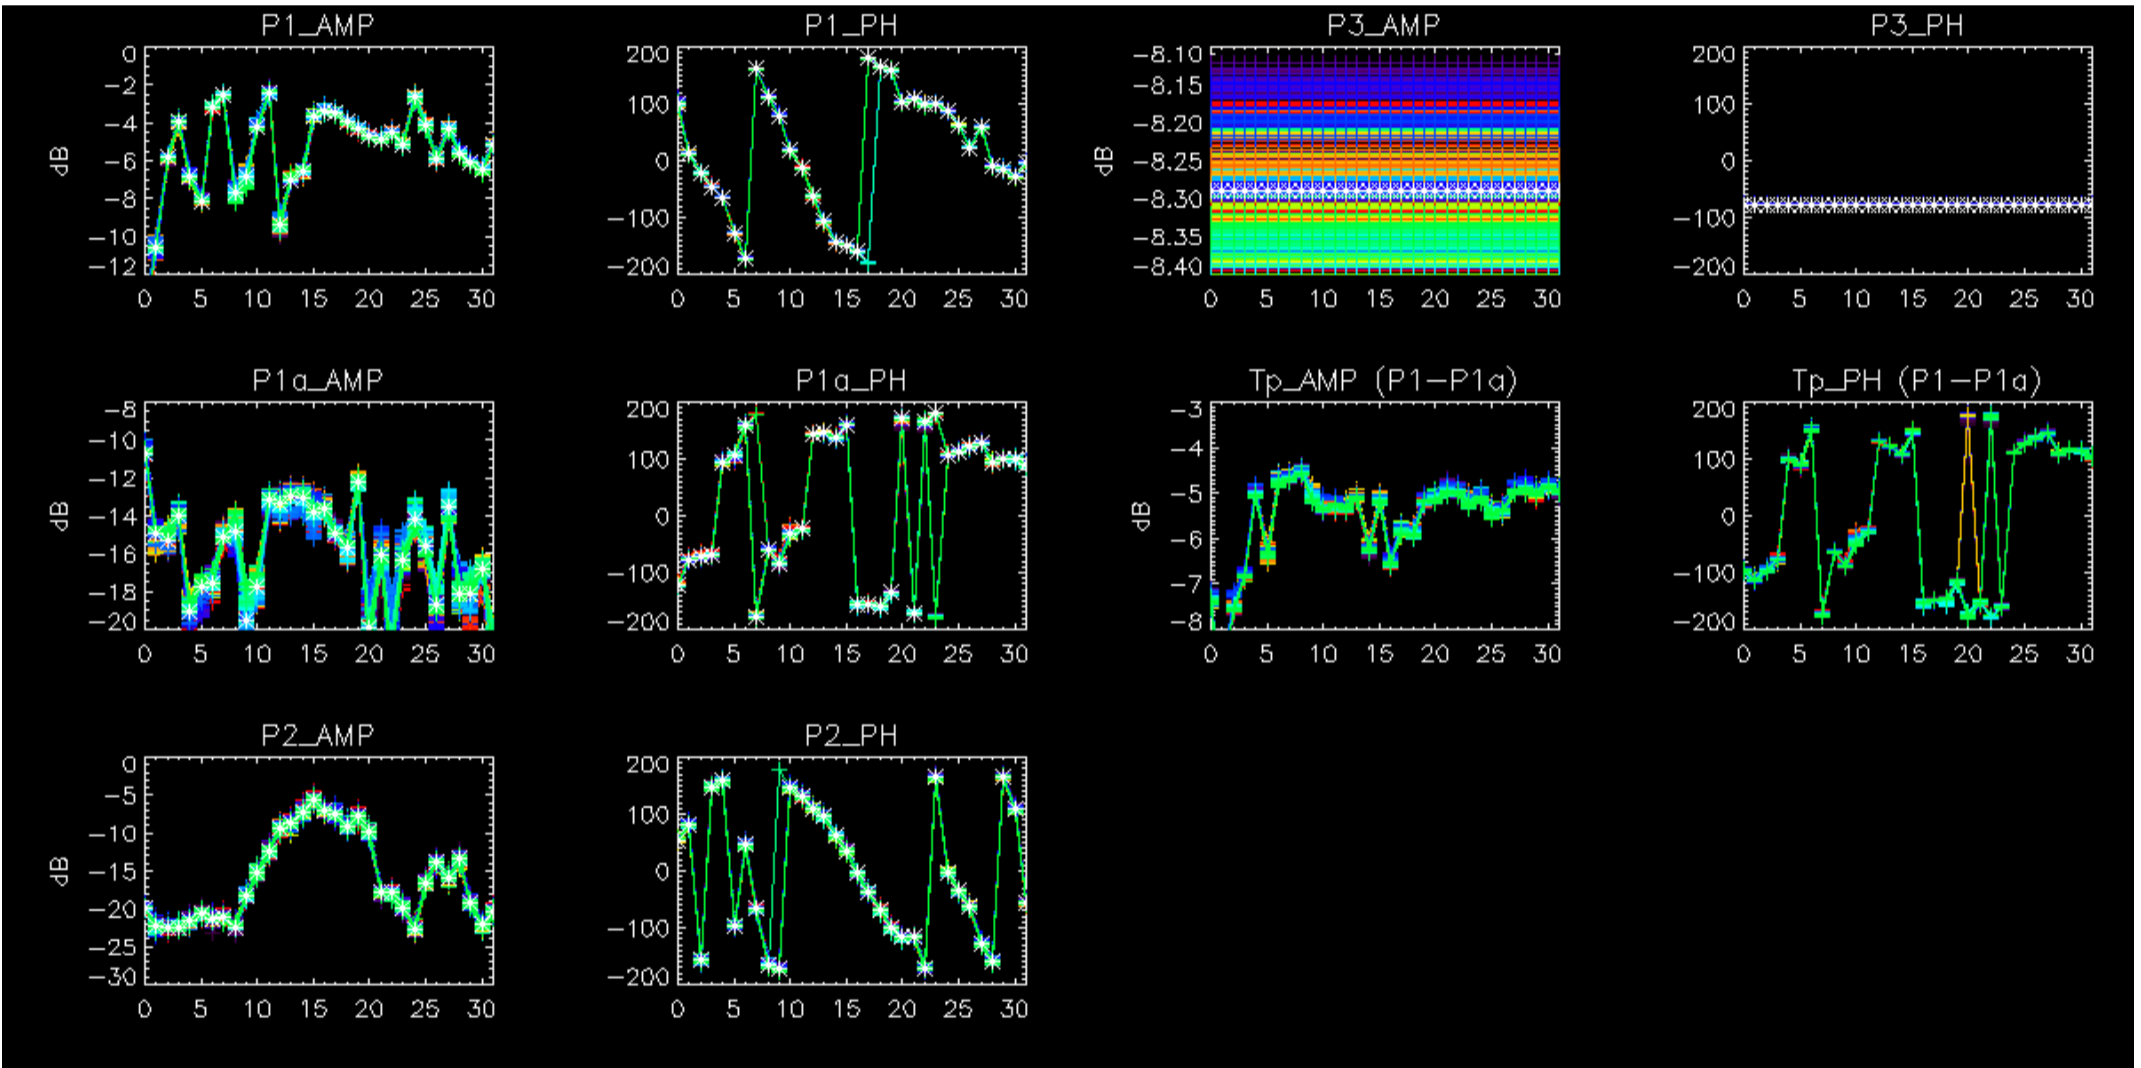 P1_AMP
P1_PH
P3_AMP
P3_PH
0
-2
-4
-6
-8
-10
-12
dB
0 5 10 15 20 25 30
200
100
0
-100
-200
0 5 10 15 20 25 30
-8.10
-8.15
-8.20
-8.25
-8.30
-8.35
-8.40
dB
0 5 10 15 20 25 30
200
100
0
-100
-200
0 5 10 15 20 25 30
P1a_AMP
P1a_PH
Tp_AMP (P1-P1a)
Tp_PH (P1-P1a)
-8
-10
-12
-14
-16
-18
-20
dB
0 5 10 15 20 25 30
200
100
0
-100
-200
0 5 10 15 20 25 30
-3
-4
-5
-6
-7
-8
dB
0 5 10 15 20 25 30
200
100
0
-100
-200
0 5 10 15 20 25 30
P2_AMP
P2_PH
0
-5
-10
-15
-20
-25
-30
dB
0 5 10 15 20 25 30
200
100
0
-100
-200
0 5 10 15 20 25 30